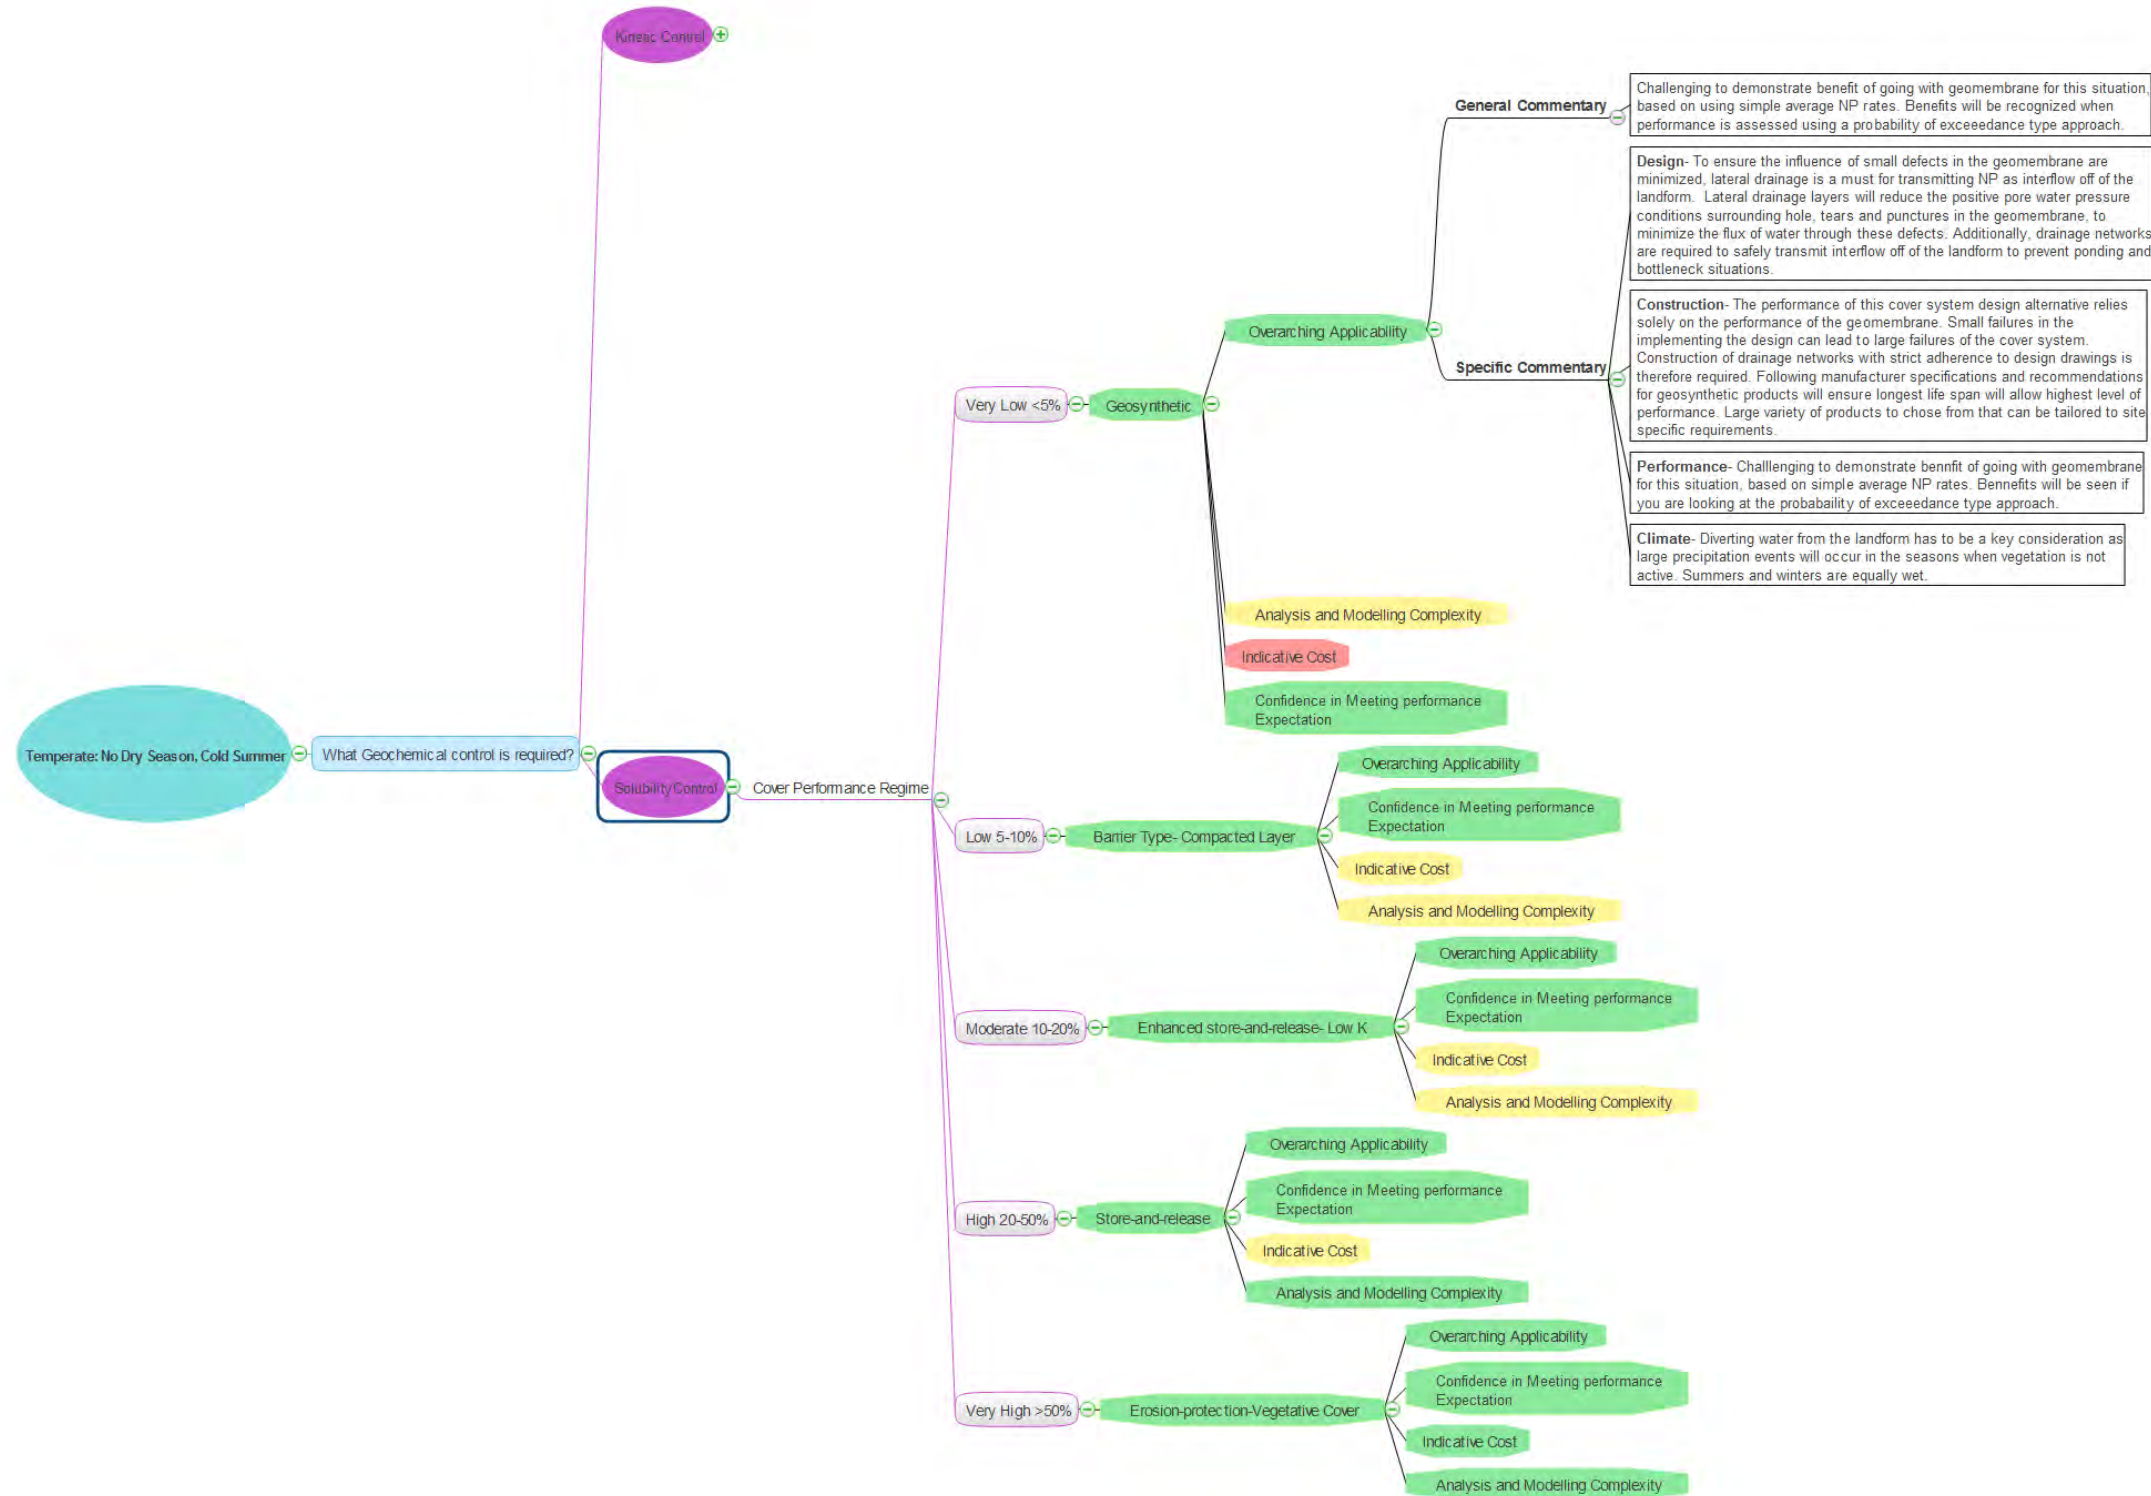 Kinetic Control
General Commentary
Challenging to demonstrate benefit of going with geomembrane for this situation,
based on using simple average NP rates. Benefits will be recognized when
performance is assessed using a probability of exceeedance type approach.
Design- To ensure the influence of small defects in the geomembrane are
minimized, lateral drainage is a must for transmitting NP as interflow off of the
landform.  Lateral drainage layers will reduce the positive pore water pressure
conditions surrounding hole, tears and punctures in the geomembrane, to
minimize the flux of water through these defects. Additionally, drainage networks
are required to safely transmit interflow off of the landform to prevent ponding and
bottleneck situations.
Overarching Applicability
Specific Commentary
Construction- The performance of this cover system design alternative relies
solely on the performance of the geomembrane. Small failures in the
implementing the design can lead to large failures of the cover system.
Construction of drainage networks with strict adherence to design drawings is
therefore required. Following manufacturer specifications and recommendations
for geosynthetic products will ensure longest life span will allow highest level of
performance. Large variety of products to chose from that can be tailored to site
specific requirements.
Very Low <5%
Geosynthetic
Performance- Challlenging to demonstrate bennfit of going with geomembrane
for this situation, based on simple average NP rates. Bennefits will be seen if
you are looking at the probabaility of exceeedance type approach.
Climate- Diverting water from the landform has to be a key consideration as
large precipitation events will occur in the seasons when vegetation is not
active. Summers and winters are equally wet.
Analysis and Modelling Complexity
Indicative Cost
Confidence in Meeting performance
Expectation
Temperate: No Dry Season, Cold Summer
What Geochemical control is required?
Solubility Control
Cover Performance Regime
Low 5-10%
Barrier Type- Compacted Layer
Overarching Applicability
Confidence in Meeting performance
Expectation
Indicative Cost
Analysis and Modelling Complexity
Moderate 10-20%
Enhanced store-and-release- Low K
Overarching Applicability
Confidence in Meeting performance
Expectation
Indicative Cost
Analysis and Modelling Complexity
High 20-50%
Store-and-release
Overarching Applicability
Confidence in Meeting performance
Expectation
Indicative Cost
Analysis and Modelling Complexity
Very High >50%
Erosion-protection-Vegetative Cover
Overarching Applicability
Confidence in Meeting performance
Expectation
Indicative Cost
Analysis and Modelling Complexity